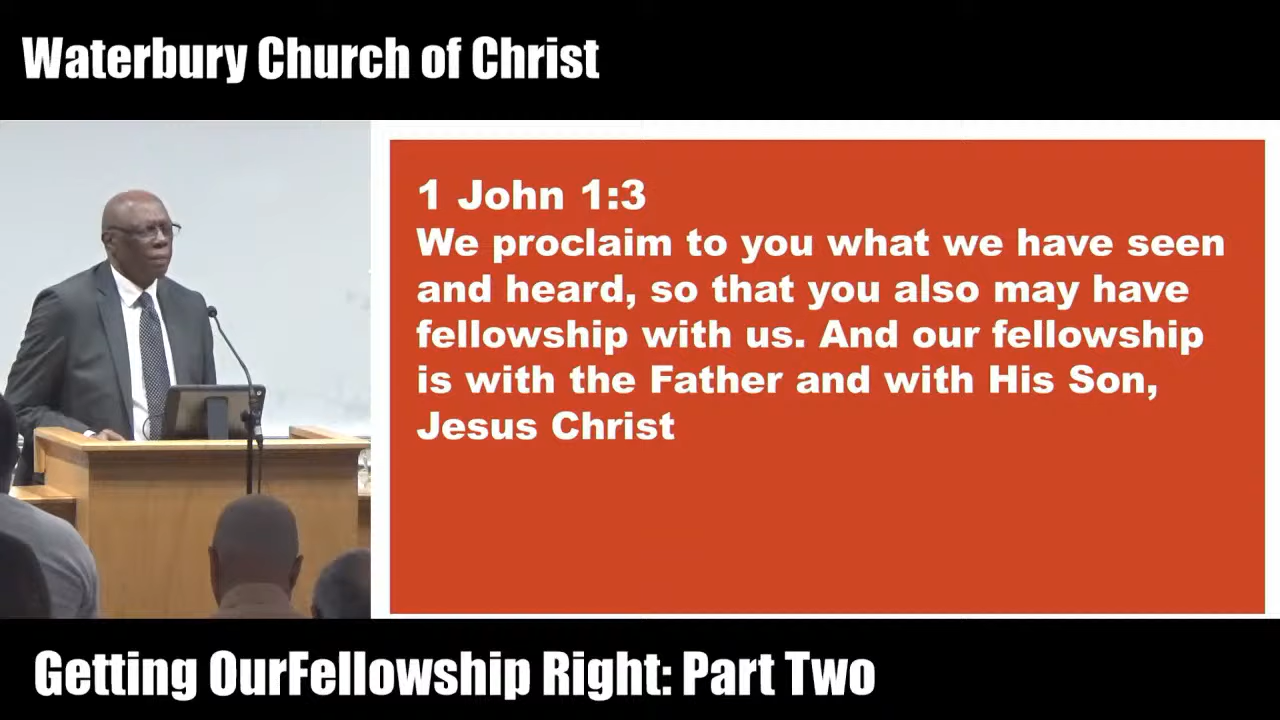 Waterbury Church of Christ
1 John 1:3
We proclaim to you what we have seen
and heard, so that you also may have
fellowship with us. And our fellowship
is with the Father and with His Son,
Jesus Christ
Getting OurFellowship Right: Part Two